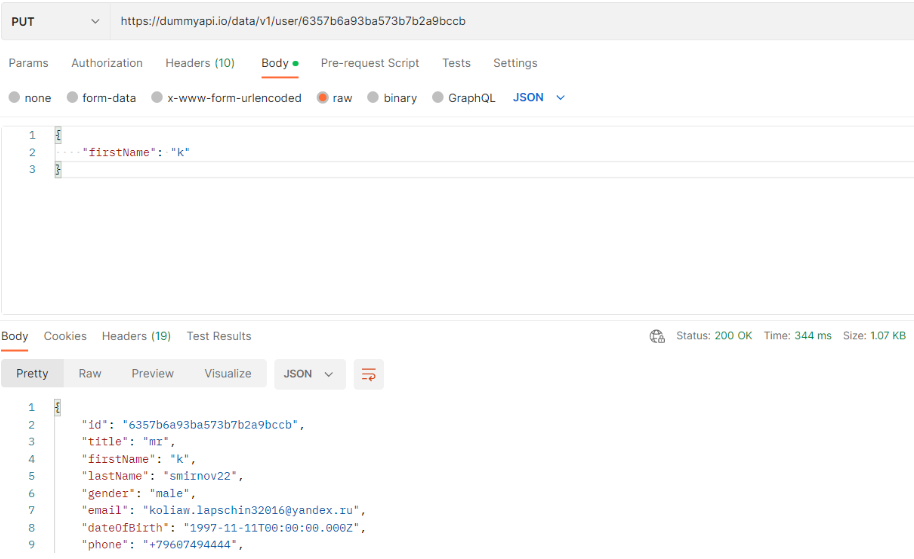 PUT https://dummyapi.io/data/v1/user/6357b6a93ba573b7b2a9bccb
Params Authorization Headers (10) Body Pre-request Script Tests Settings
none form-data x-www-form-urlencoded raw binary GraphQL JSON
1 {
2 "firstName": "k"
3 }
Body Cookies Headers (19) Test Results Status: 200 OK Time: 344 ms Size: 1.07 KB
Pretty Raw Preview Visualize JSON
1 {
2 "id": "6357b6a93ba573b7b2a9bccb",
3 "title": "mr",
4 "firstName": "k",
5 "lastName": "smirnov22",
6 "gender": "male",
7 "email": "koliaw.lapschin32016@yandex.ru",
8 "dateOfBirth": "1997-11-11T00:00:00.000Z",
9 "phone": "+79607494444",